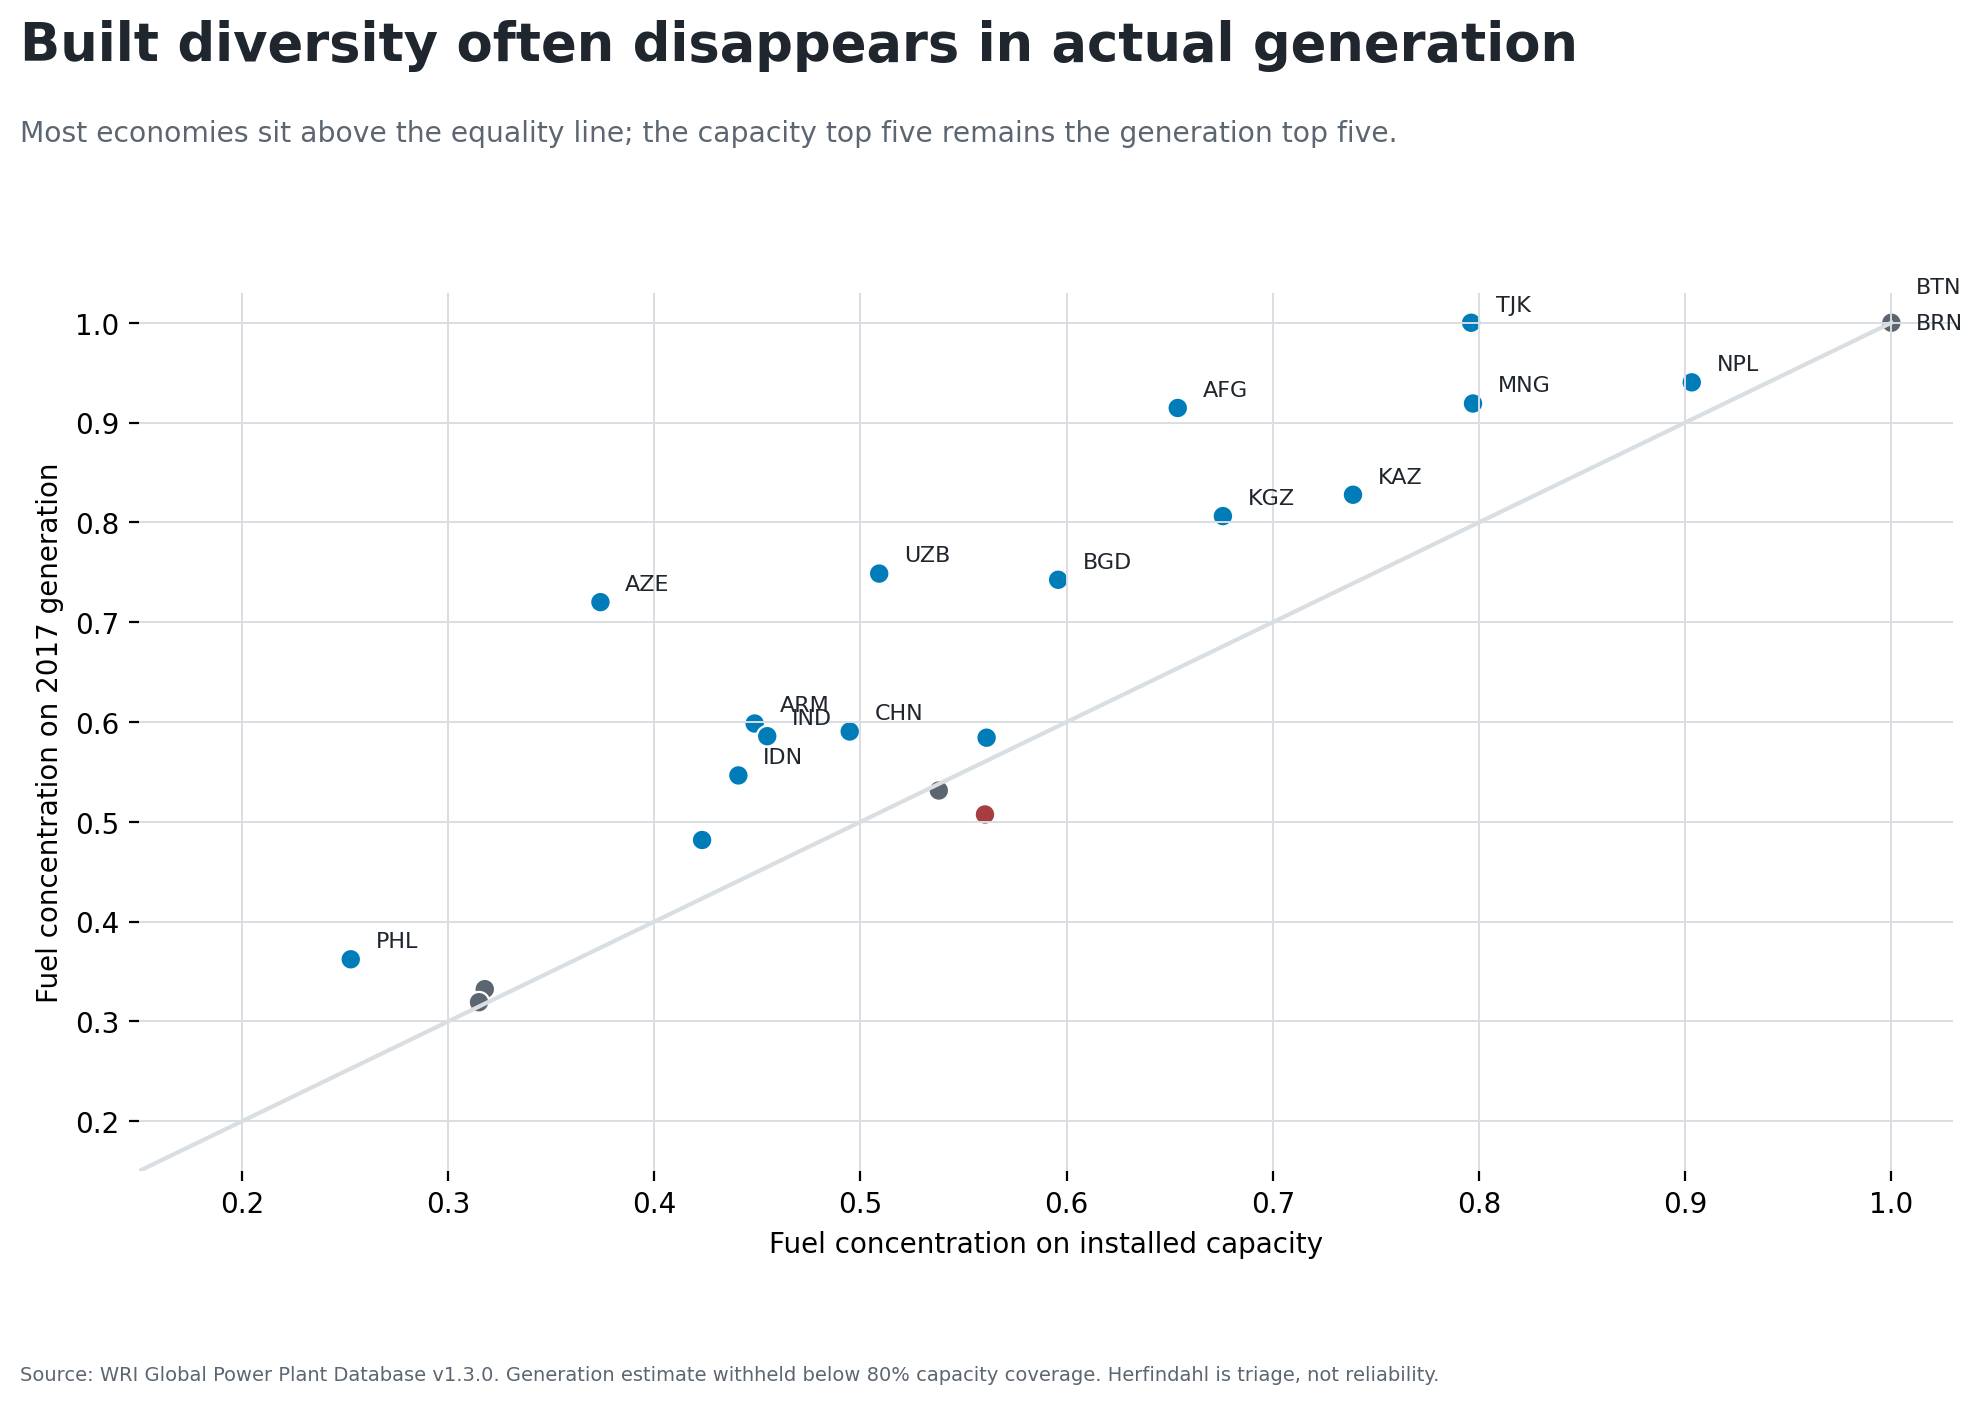 Built diversity often disappears in actual generation
Most economies sit above the equality line; the capacity top five remains the generation top five.
BTN
BRN
TJK
NPL
MNG
AFG
KAZ
KGZ
UZB
BGD
AZE
ARM
IND
CHN
IDN
PHL
Fuel concentration on 2017 generation
1.0
0.9
0.8
0.7
0.6
0.5
0.4
0.3
0.2
0.2 0.3 0.4 0.5 0.6 0.7 0.8 0.9 1.0
Fuel concentration on installed capacity
Source: WRI Global Power Plant Database v1.3.0. Generation estimate withheld below 80% capacity coverage. Herfindahl is triage, not reliability.